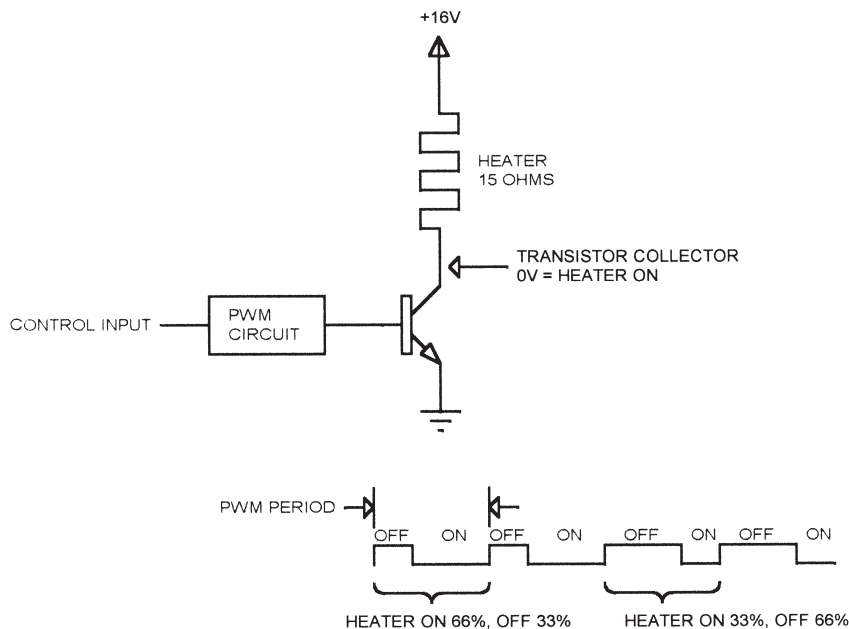 +16V
HEATER
15 OHMS
TRANSISTOR COLLECTOR
0V = HEATER ON
CONTROL INPUT
PWM
CIRCUIT
PWM PERIOD
OFF ON OFF ON OFF ON OFF ON
HEATER ON 66%, OFF 33%
HEATER ON 33%, OFF 66%